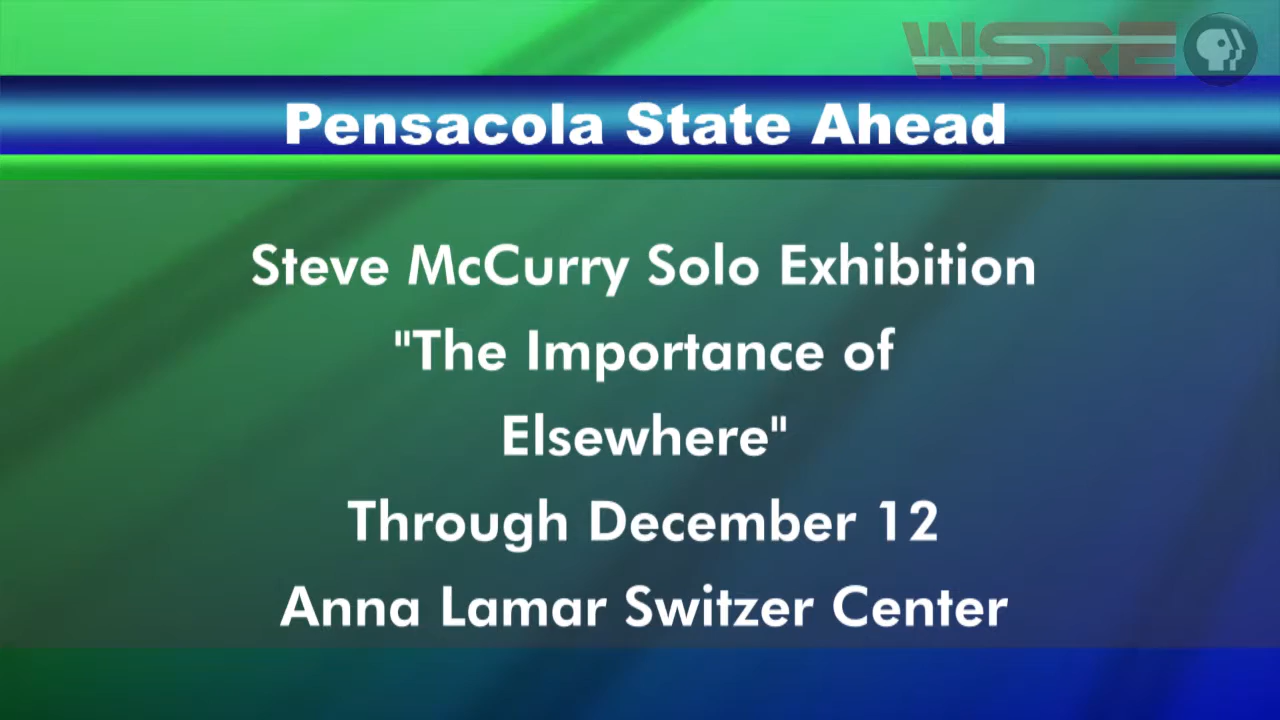 WSRE
Pensacola State Ahead
Steve McCurry Solo Exhibition
"The Importance of
Elsewhere"
Through December 12
Anna Lamar Switzer Center